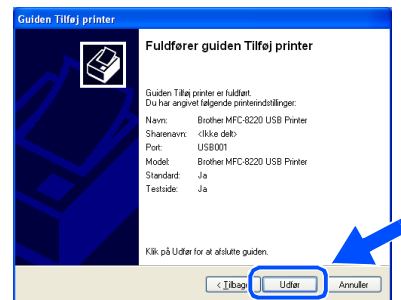 Guiden Tilføj printer
Fuldfører guiden Tilføj printer
Guiden Tilføj printer er fuldført.
Du har angivet følgende printerindstillinger:
Navn: Brother MFC-8220 USB Printer
Sharenavn: <Ikke delt>
Port: USB001
Model: Brother MFC-8220 USB Printer
Standard: Ja
Testside: Ja
Klik på Udfør for at afslutte guiden.
< Tilbage Udfør Annuller